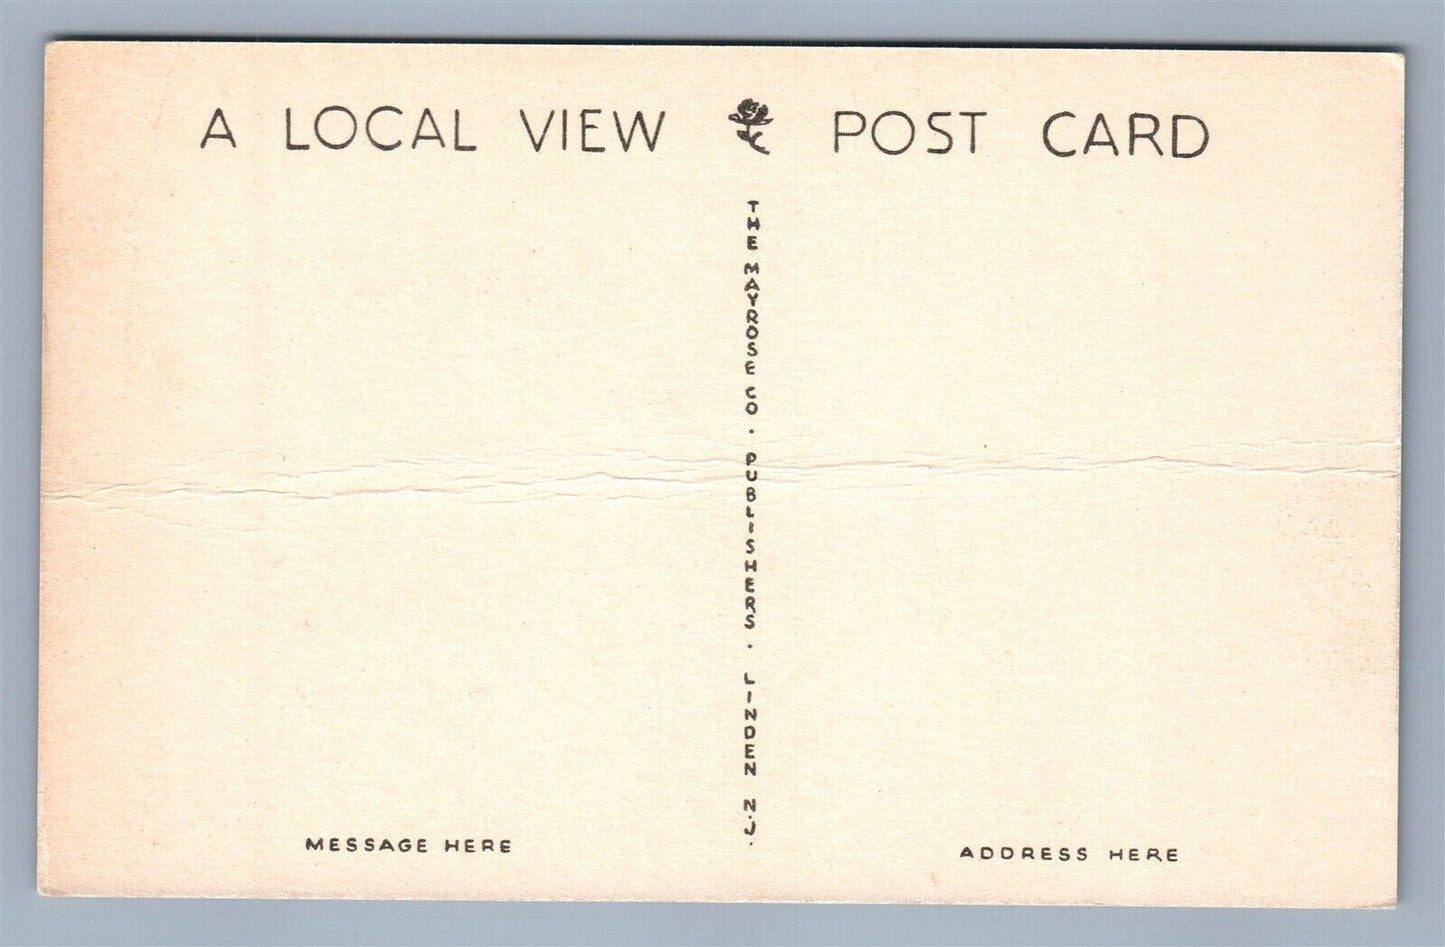 A LOCAL VIEW POST CARD
THE MAYROSE CO. PUBLISHERS. LINDEN N.J.
MESSAGE HERE
ADDRESS HERE